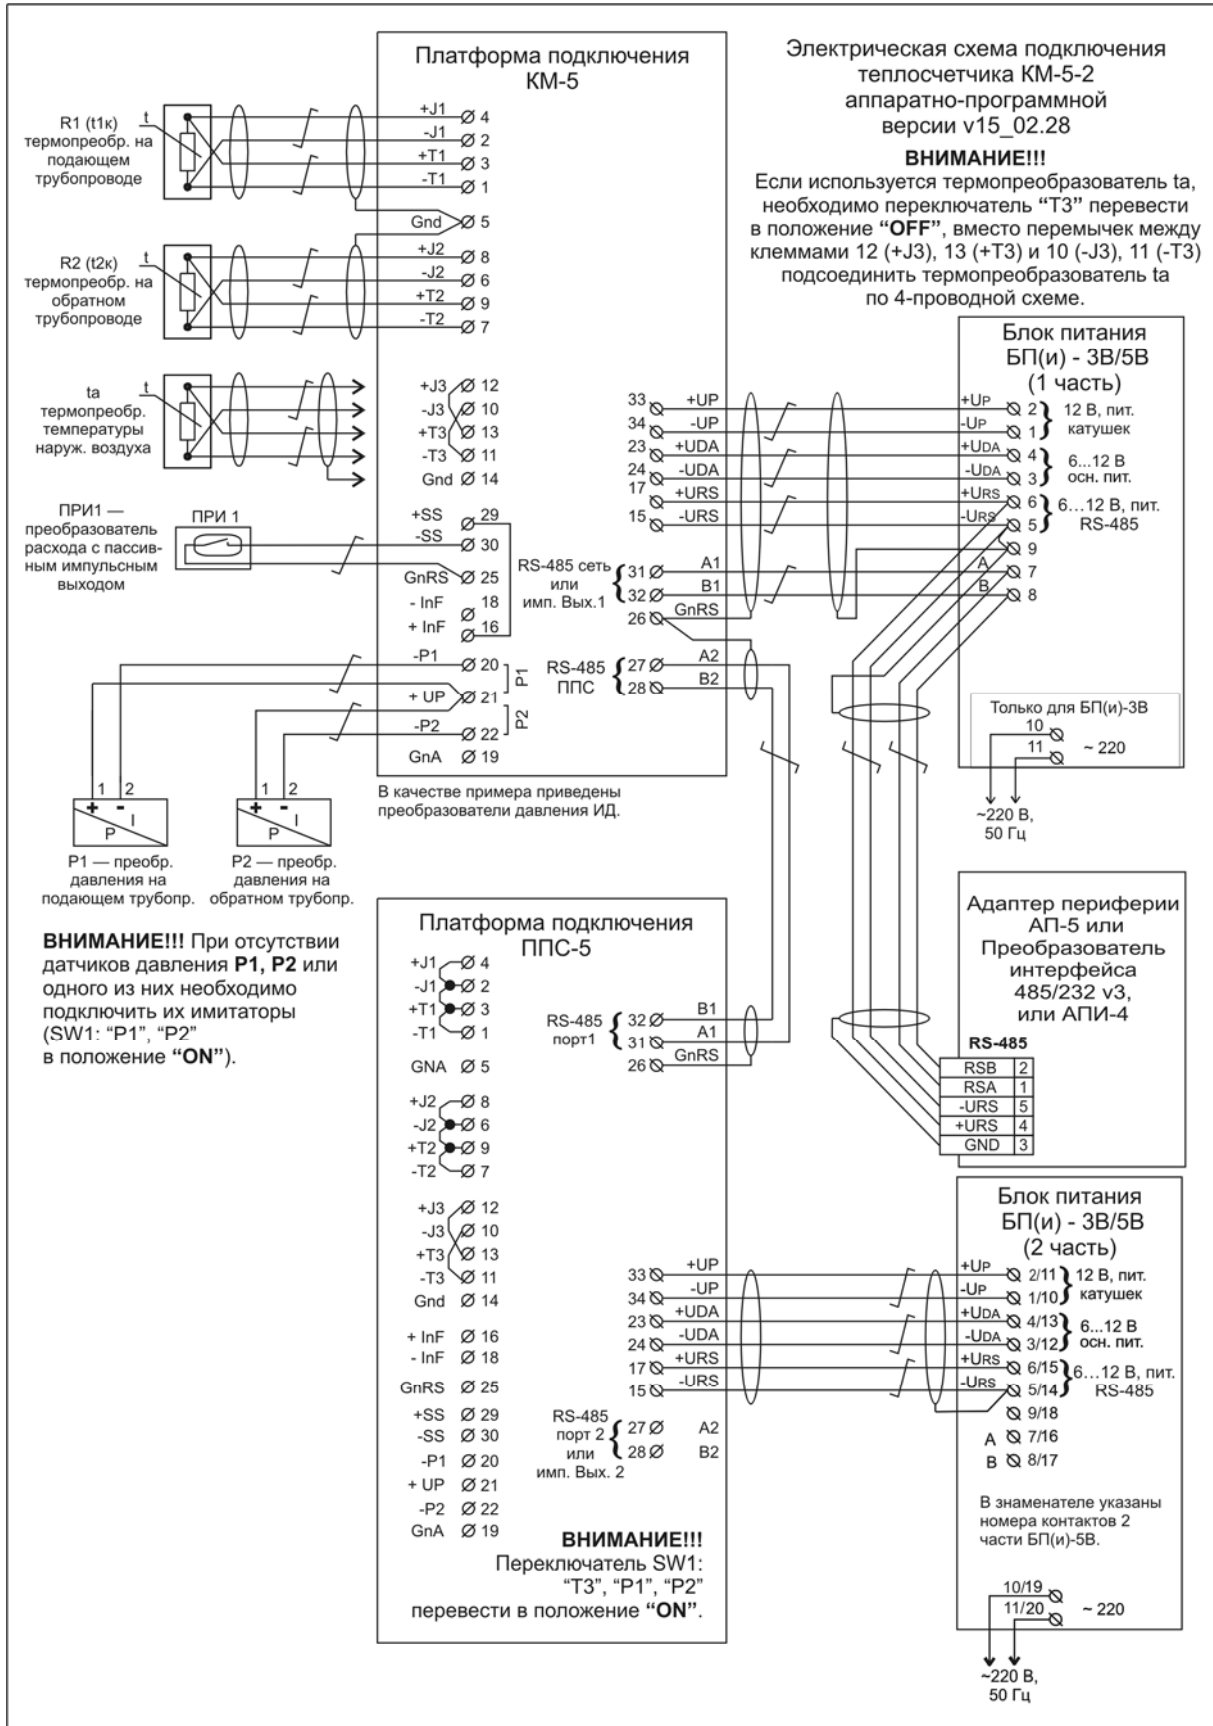 Электрическая схема подключения
теплосчетчика КМ-5-2
аппаратно-программной
версии v15_02.28
ВНИМАНИЕ!!!
Если используется термопреобразователь ta,
необходимо переключатель “Т3” перевести
в положение “OFF”, вместо перемычек между
клеммами 12 (+J3), 13 (+T3) и 10 (-J3), 11 (-T3)
подсоединить термопреобразователь ta
по 4-проводной схеме.
Платформа подключения
КМ-5
R1 (t1к)
термопреобр. на
подающем
трубопроводе
t
+J1 4
-J1 2
+T1 3
-T1 1
Gnd 5
R2 (t2к)
термопреобр. на
обратном
трубопроводе
t
+J2 8
-J2 6
+T2 9
-T2 7
ta
термопреобр.
температуры
наруж. воздуха
t
+J3 12
-J3 10
+T3 13
-T3 11
Gnd 14
ПРИ1 —
преобразователь
расхода с пассив-
ным импульсным
выходом
ПРИ 1
+SS 29
-SS 30
GnRS 25
- InF 18
+ InF 16
-P1 20
+ UP 21
-P2 22
GnA 19
P1
P2
33 +UP
34 -UP
23 +UDA
24 -UDA
17 +URS
15 -URS
RS-485 сеть
или
имп. Вых.1
31 A1
32 B1
26 GnRS
RS-485
ППС
27 A2
28 B2
Блок питания
БП(и) - 3В/5В
(1 часть)
+UP 2
-UP 1
12 В, пит.
катушек
+UDA 4
-UDA 3
6...12 В
осн. пит.
+URS 6
-URS 5
6...12 В, пит.
RS-485
9
A 7
B 8
Только для БП(и)-3В
10
11
~ 220
~220 В,
50 Гц
1 2
+ -
P I
P1 — преобр.
давления на
подающем трубопр.
1 2
+ -
P I
P2 — преобр.
давления на
обратном трубопр.
В качестве примера приведены
преобразователи давления ИД.
ВНИМАНИЕ!!! При отсутствии
датчиков давления P1, P2 или
одного из них необходимо
подключить их имитаторы
(SW1: “P1”, “P2”
в положение “ON”).
Адаптер периферии
АП-5 или
Преобразователь
интерфейса
485/232 v3,
или АПИ-4
RS-485
RSB 2
RSA 1
-URS 5
+URS 4
GND 3
Платформа подключения
ППС-5
+J1 4
-J1 2
+T1 3
-T1 1
GNA 5
+J2 8
-J2 6
+T2 9
-T2 7
+J3 12
-J3 10
+T3 13
-T3 11
Gnd 14
+ InF 16
- InF 18
GnRS 25
+SS 29
-SS 30
-P1 20
+ UP 21
-P2 22
GnA 19
RS-485
порт1
32 B1
31 A1
26 GnRS
33 +UP
34 -UP
23 +UDA
24 -UDA
17 +URS
15 -URS
RS-485
порт 2
или
имп. Вых. 2
27 A2
28 B2
ВНИМАНИЕ!!!
Переключатель SW1:
“T3”, “P1”, “P2”
перевести в положение “ON”.
Блок питания
БП(и) - 3В/5В
(2 часть)
+UP 2/11
-UP 1/10
12 В, пит.
катушек
+UDA 4/13
-UDA 3/12
6...12 В
осн. пит.
+URS 6/15
-URS 5/14
6...12 В, пит.
RS-485
9/18
A 7/16
B 8/17
В знаменателе указаны
номера контактов 2
части БП(и)-5В.
10/19
11/20
~ 220
~220 В,
50 Гц